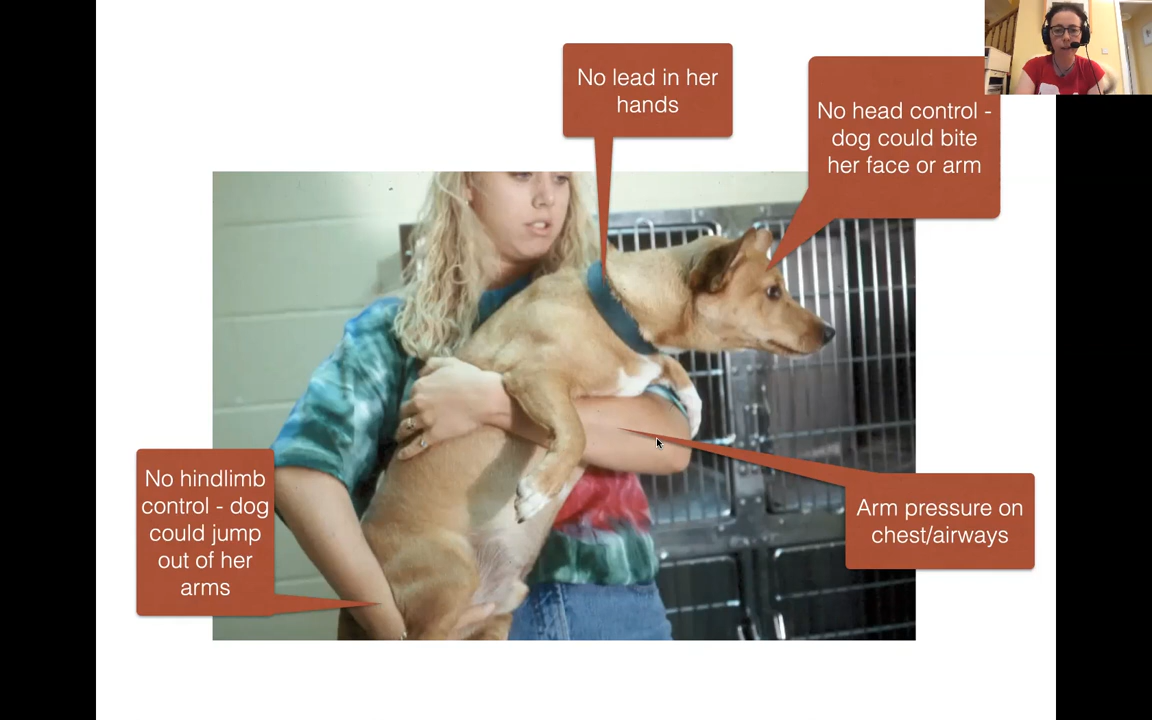 No lead in her
hands
No head control -
dog could bite
her face or arm
No hindlimb
control - dog
could jump
out of her
arms
Arm pressure on
chest/airways